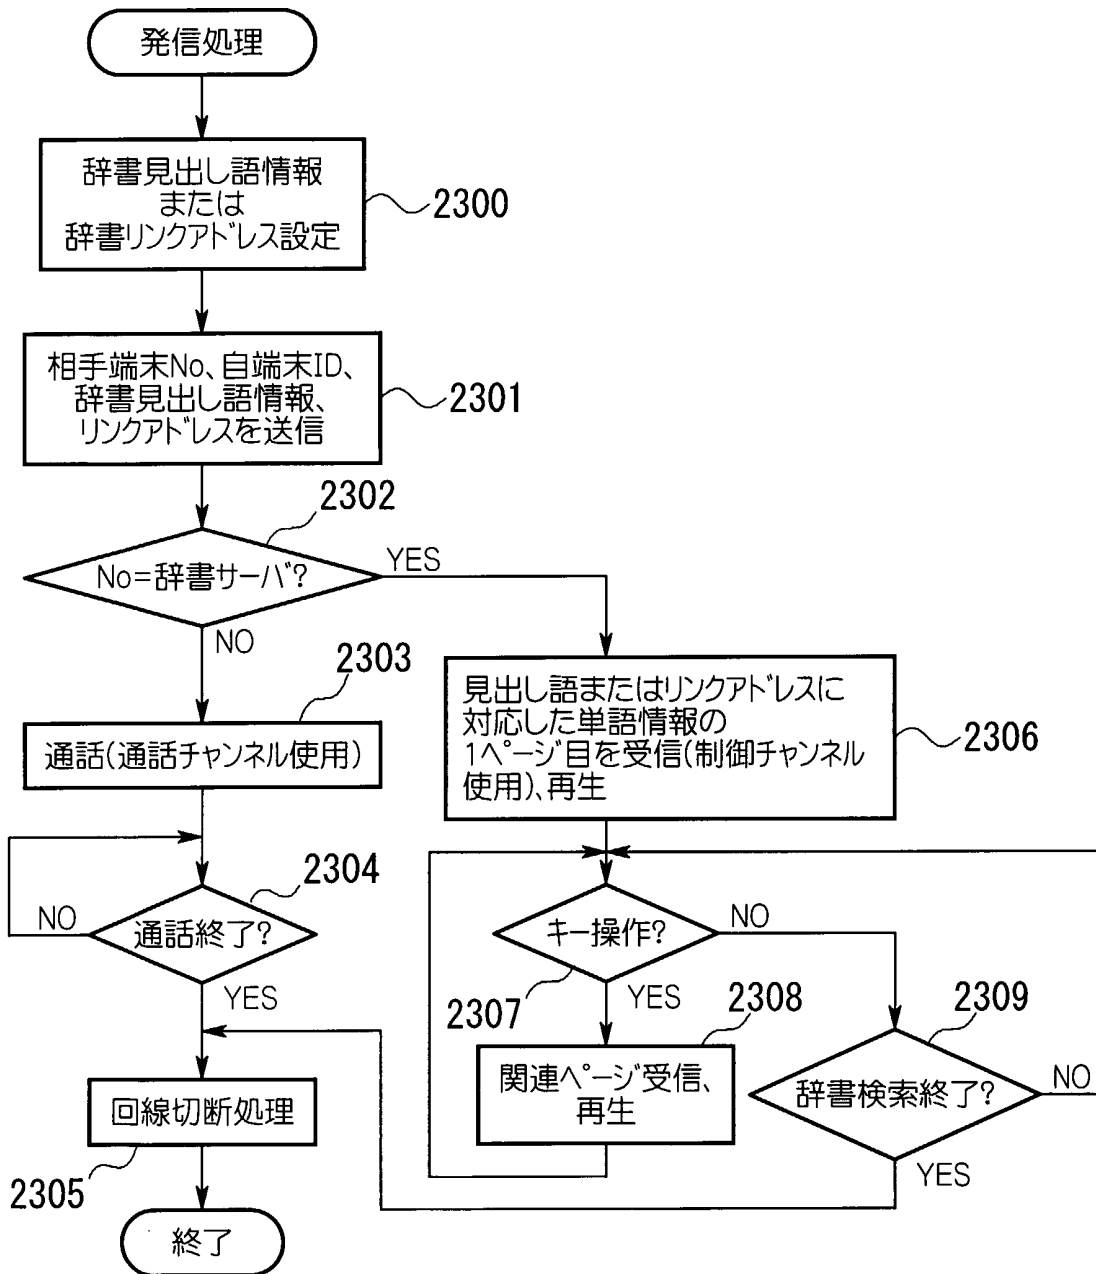 発信処理
辞書見出し語情報
または
辞書リンクアドレス設定
2300
相手端末No、自端末ID、
辞書見出し語情報、
リンクアドレスを送信
2301
2302
No=辞書サーバ?
YES
NO
2303
通話(通話チャンネル使用)
見出し語またはリンクアドレスに
対応した単語情報の
1ページ目を受信(制御チャンネル
使用)、再生
2306
2304
通話終了?
NO
YES
キー操作?
NO
2307
YES
2308
関連ページ受信、
再生
2309
辞書検索終了?
NO
YES
回線切断処理
2305
終了